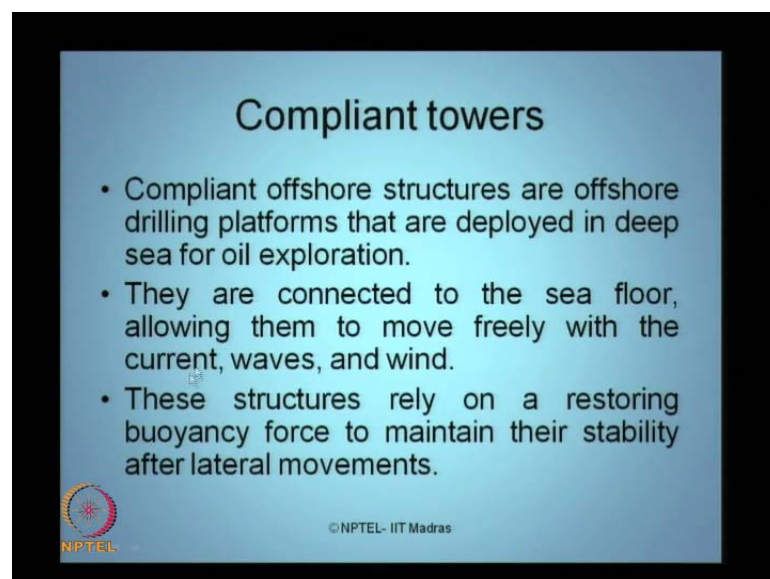 Compliant towers
• Compliant offshore structures are offshore
drilling platforms that are deployed in deep
sea for oil exploration.
• They are connected to the sea floor,
allowing them to move freely with the
current, waves, and wind.
• These structures rely on a restoring
buoyancy force to maintain their stability
after lateral movements.
©NPTEL- IIT Madras
NPTEL